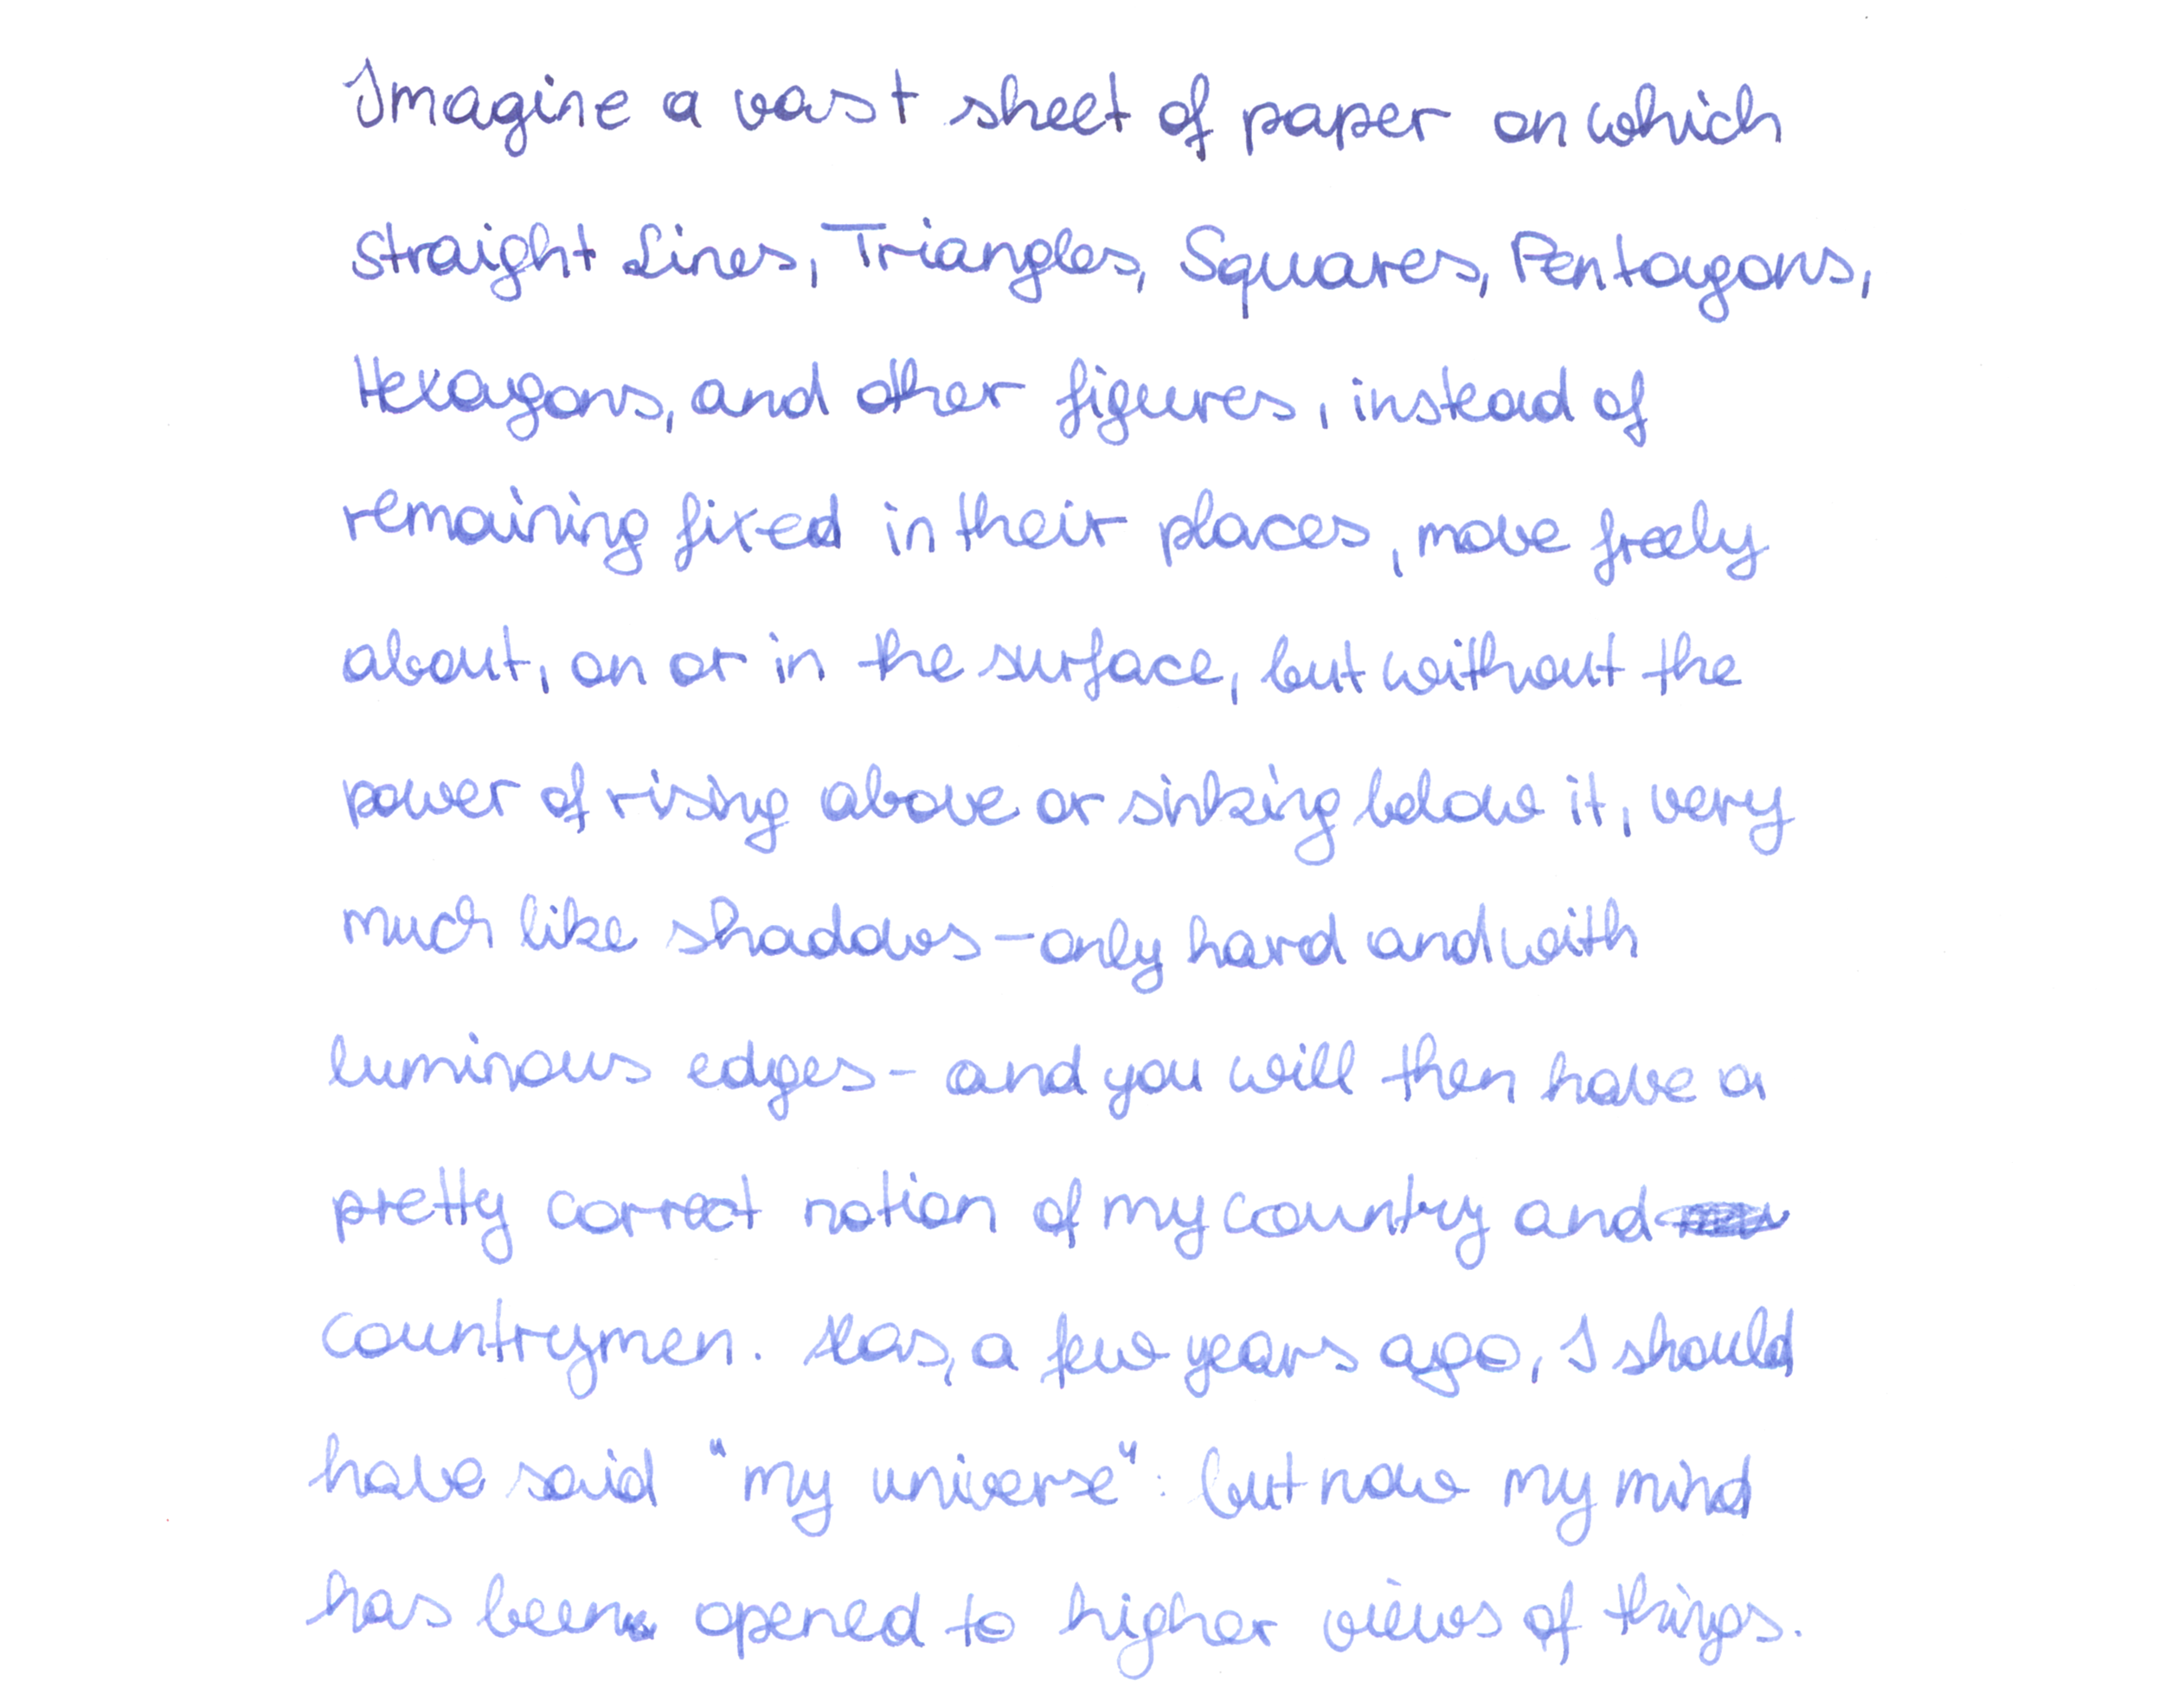 Imagine a vast sheet of paper on which
straight Lines, Triangles, Squares, Pentagons,
Hexagons, and other figures, instead of
remaining fixed in their places, move freely
about, on or in the surface, but without the
power of rising above or sinking below it, very
much like shadows - only hard and with
luminous edges - and you will then have a
pretty correct notion of my country and
countrymen. Alas, a few years ago, I should
have said "my universe": but now my mind
has been opened to higher views of things.